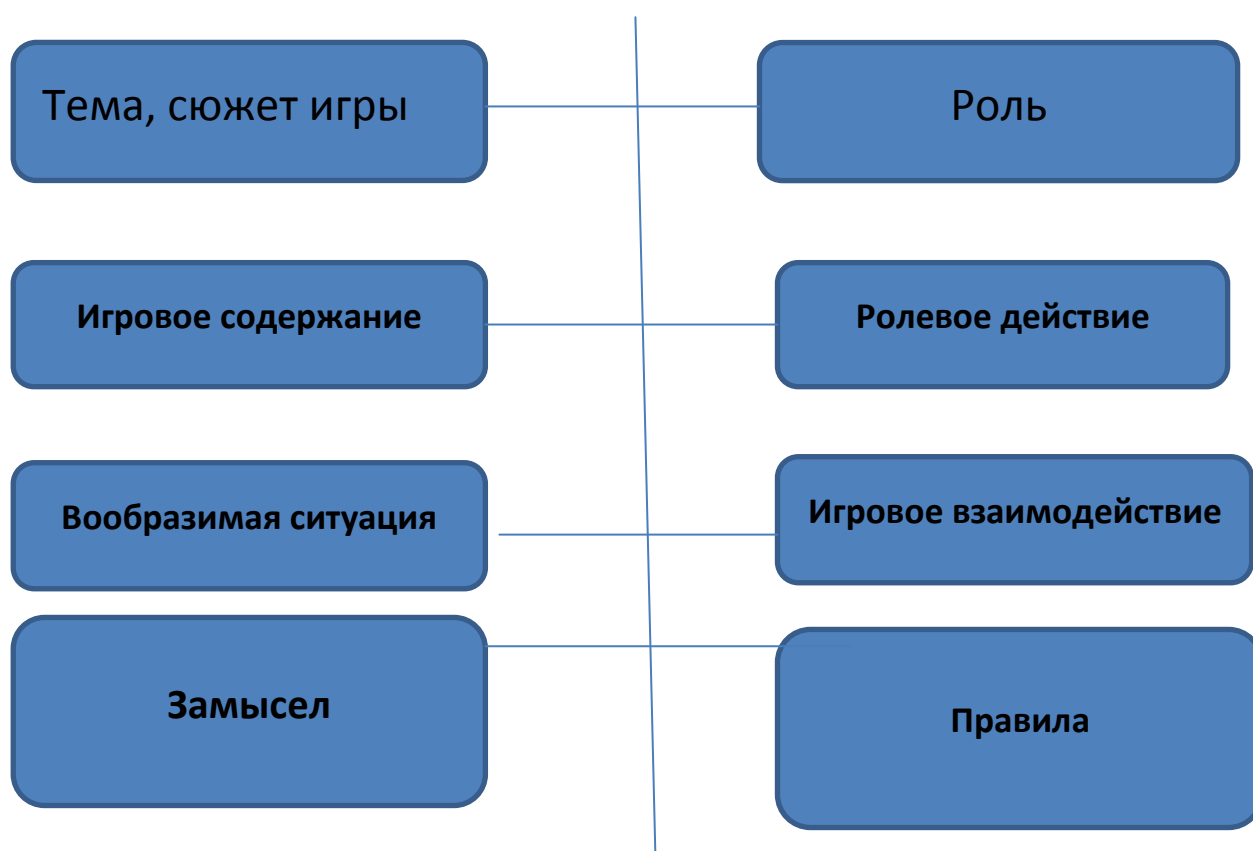 Тема, сюжет игры
Роль
Игровое содержание
Ролевое действие
Вообразимая ситуация
Игровое взаимодействие
Замысел
Правила